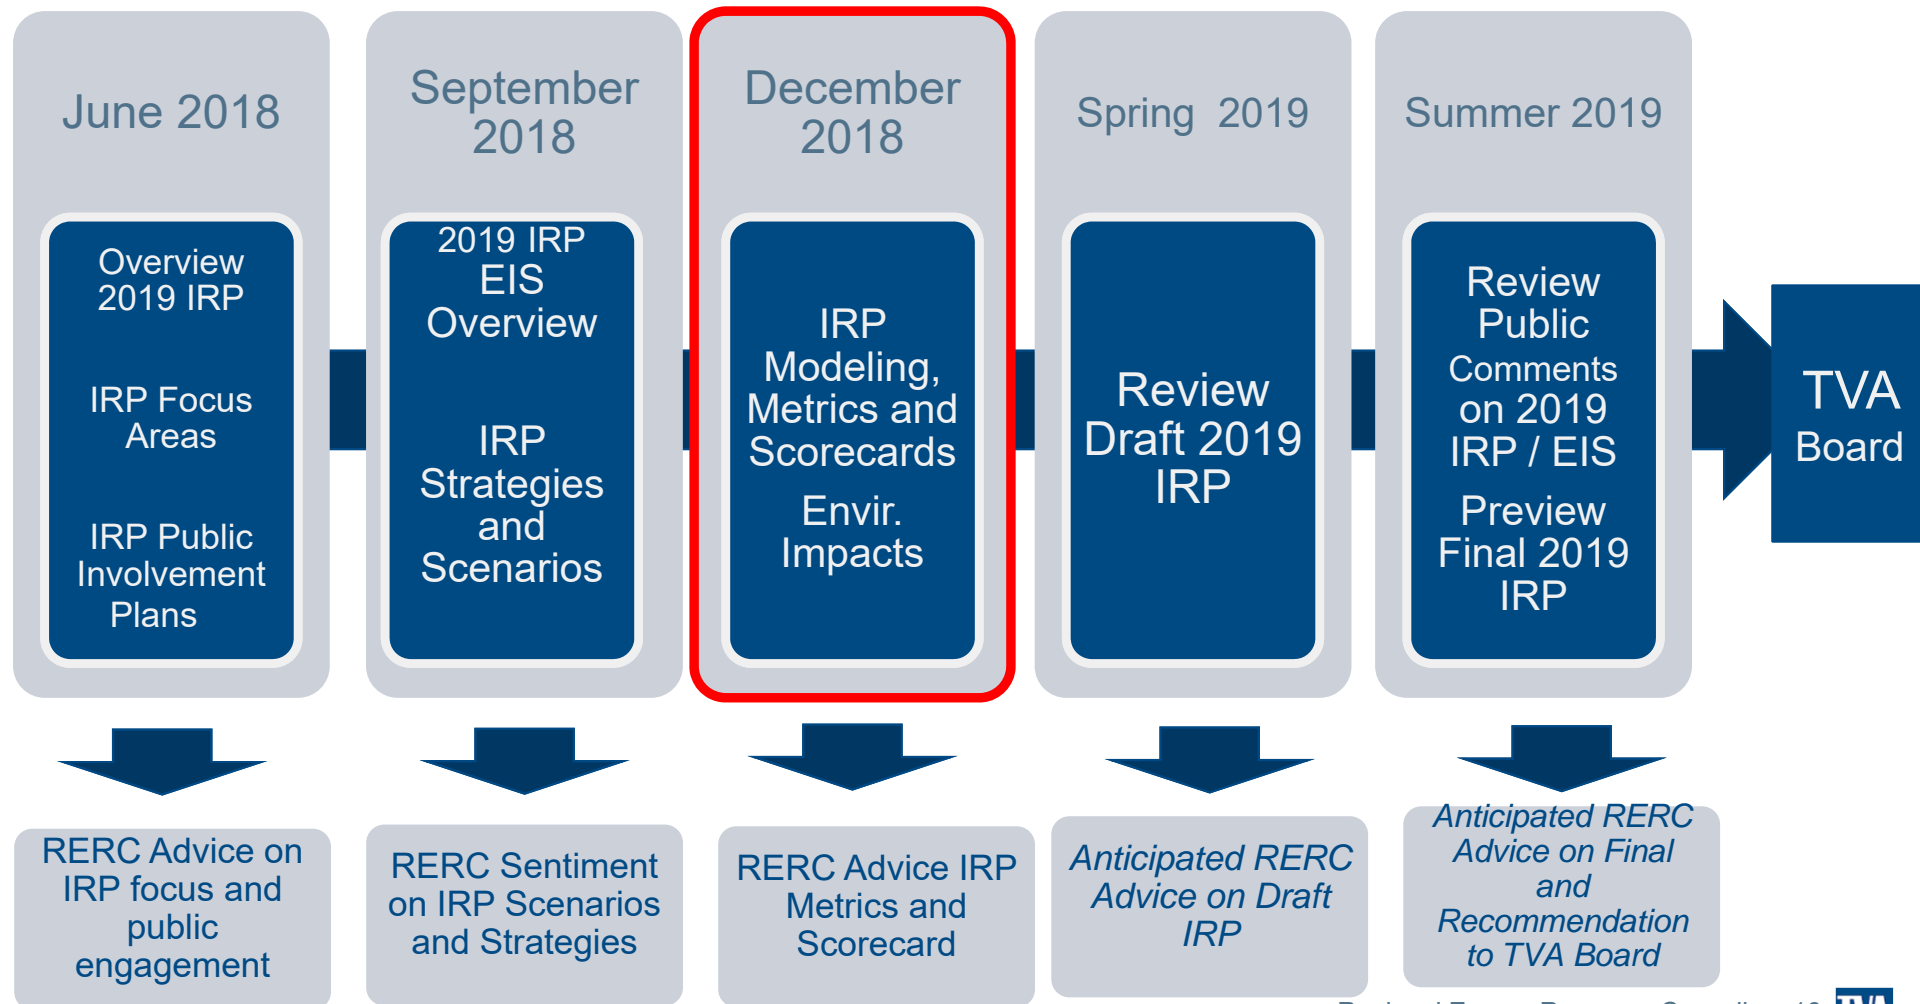 June 2018
September
2018
December
2018
Spring 2019
Summer 2019
Overview
2019 IRP
IRP Focus
Areas
IRP Public
Involvement
Plans
2019 IRP
EIS
Overview
IRP
Strategies
and
Scenarios
IRP
Modeling,
Metrics and
Scorecards
Envir.
Impacts
Review
Draft 2019
IRP
Review
Public
Comments
on 2019
IRP / EIS
Preview
Final 2019
IRP
TVA
Board
RERC Advice on
IRP focus and
public
engagement
RERC Sentiment
on IRP Scenarios
and Strategies
RERC Advice IRP
Metrics and
Scorecard
Anticipated RERC
Advice on Draft
IRP
Anticipated RERC
Advice on Final
and
Recommendation
to TVA Board
TVA